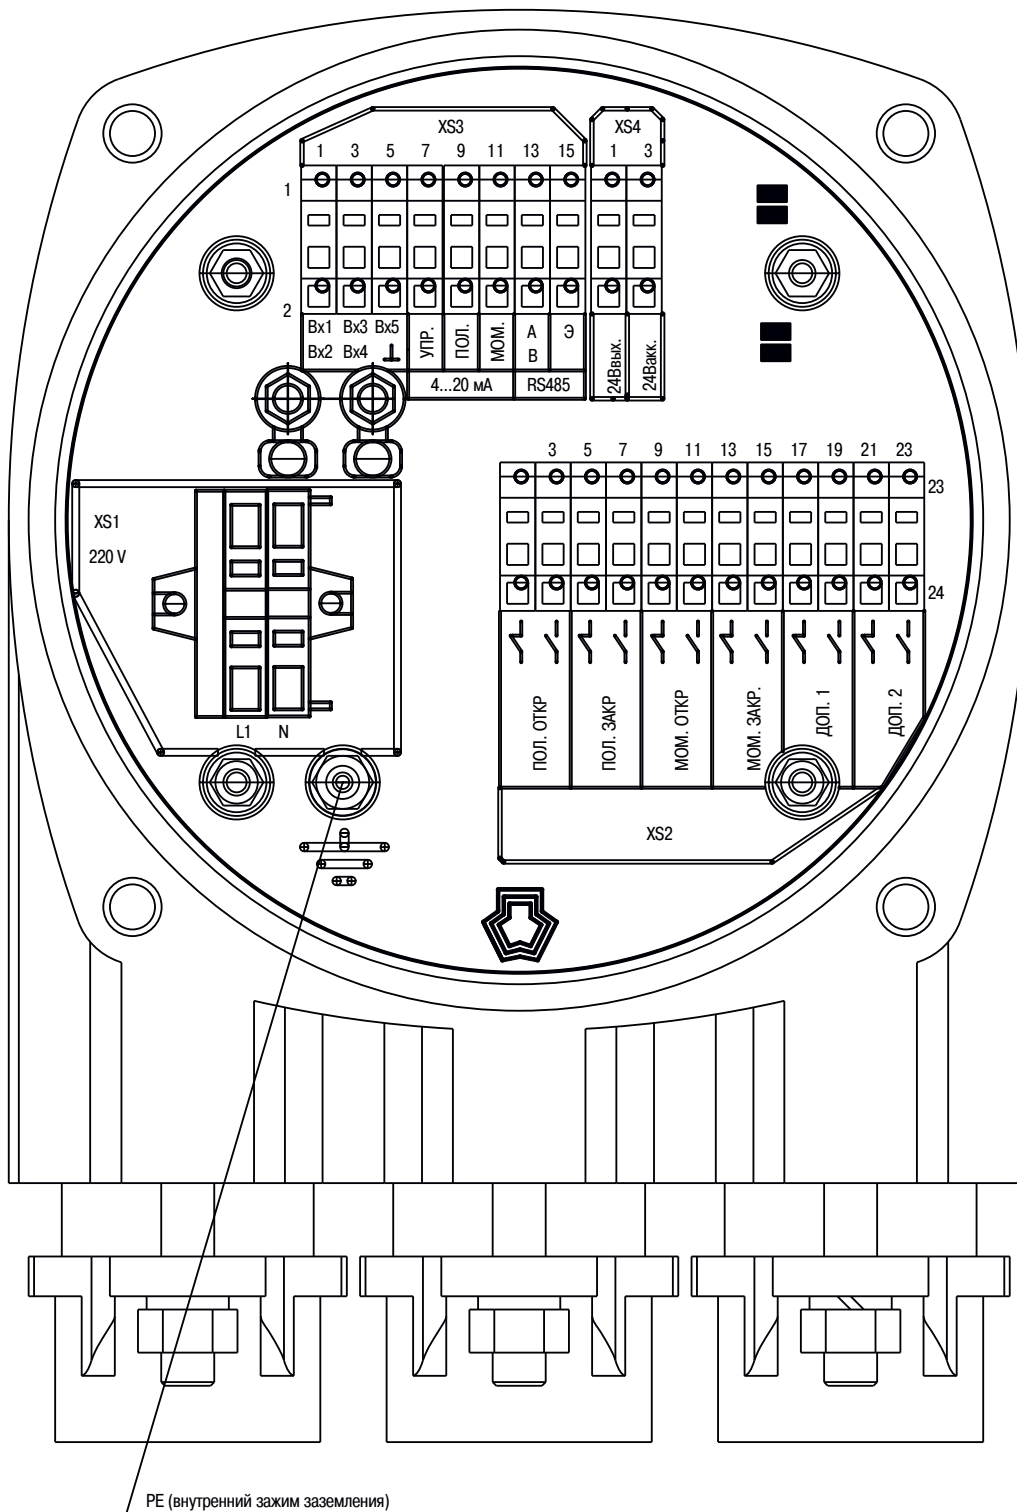 XS3 XS4
1 3 5 7 9 11 13 15 1 3
1
2
Вх1 Вх3 Вх5 УПР. ПОЛ. МОМ. А Э 24Ввых. 24Вакк.
Вх2 Вх4 В
4...20 мА RS485
3 5 7 9 11 13 15 17 19 21 23
23
24
XS1
220 V
L1 N
ПОЛ. ОТКР ПОЛ. ЗАКР МОМ. ОТКР МОМ. ЗАКР. ДОП. 1 ДОП. 2
XS2
PE (внутренний зажим заземления)